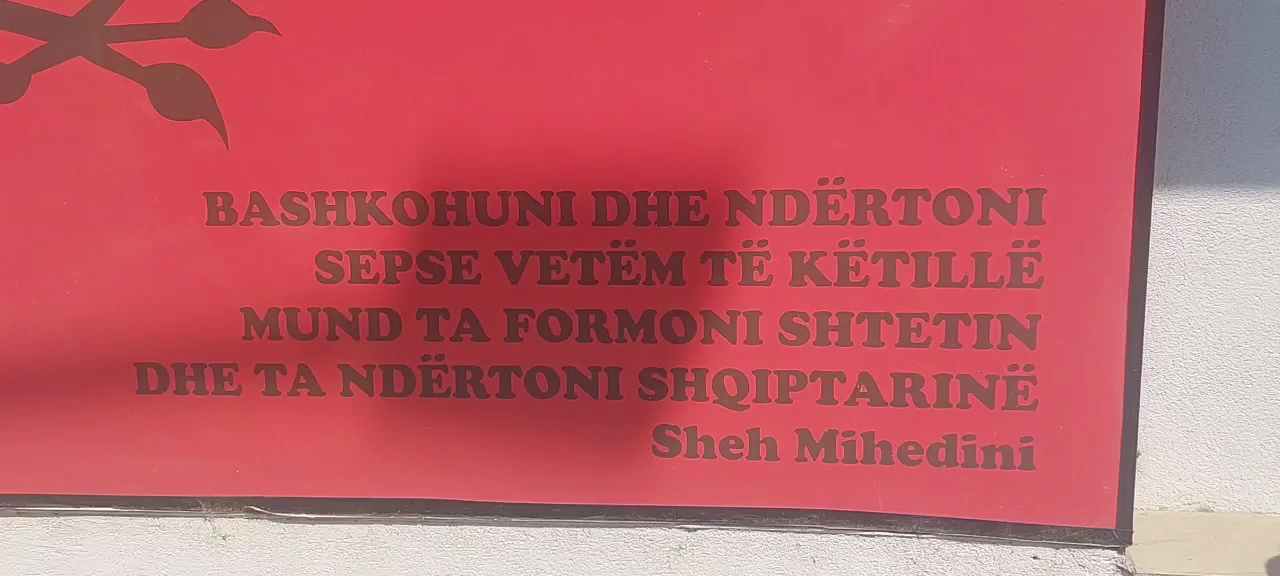 BASHKOHUNI DHE NDËRTONI
SEPSE VETËM TË KËTILLË
MUND TA FORMONI SHTETIN
DHE TA NDËRTONI SHQIPTARINË
Sheh Mihedini